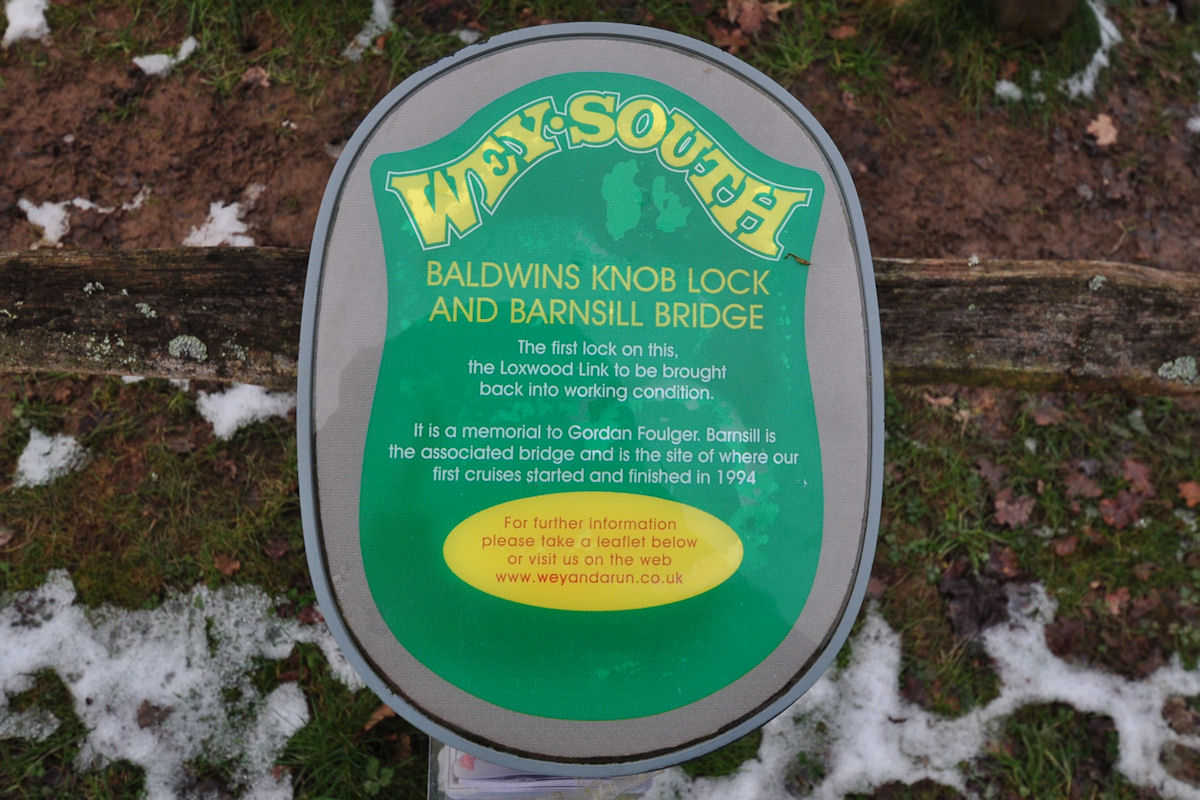 WEY·SOUTH
BALDWINS KNOB LOCK
AND BARNSILL BRIDGE
The first lock on this,
the Loxwood Link to be brought
back into working condition.
It is a memorial to Gordan Foulger. Barnsill is
the associated bridge and is the site of where our
first cruises started and finished in 1994
For further information
please take a leaflet below
or visit us on the web
www.weyandarun.co.uk